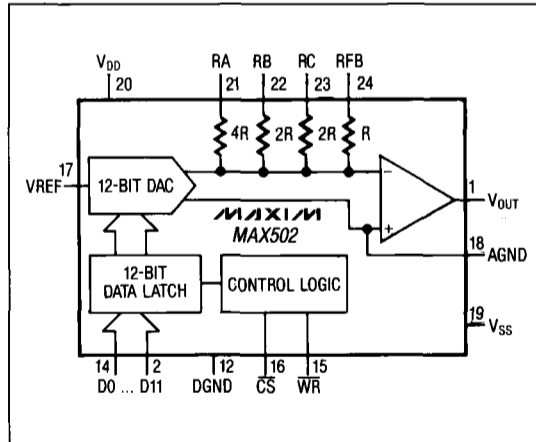 VDD
20
RA RB RC RFB
21 22 23 24
4R 2R 2R R
17
VREF
12-BIT DAC
−
+
1
VOUT
MAXIM
MAX502
18
AGND
12-BIT
DATA LATCH
CONTROL LOGIC
19
VSS
14 2 12 16 15
D0 ... D11 DGND C̅S̅ W̅R̅